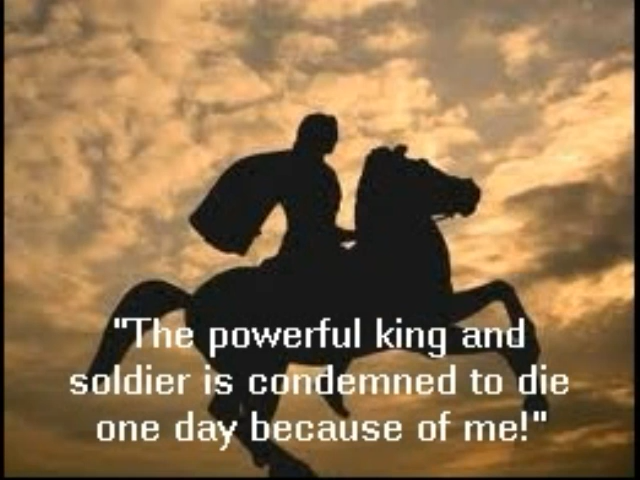 "The powerful king and
soldier is condemned to die
one day because of me!"